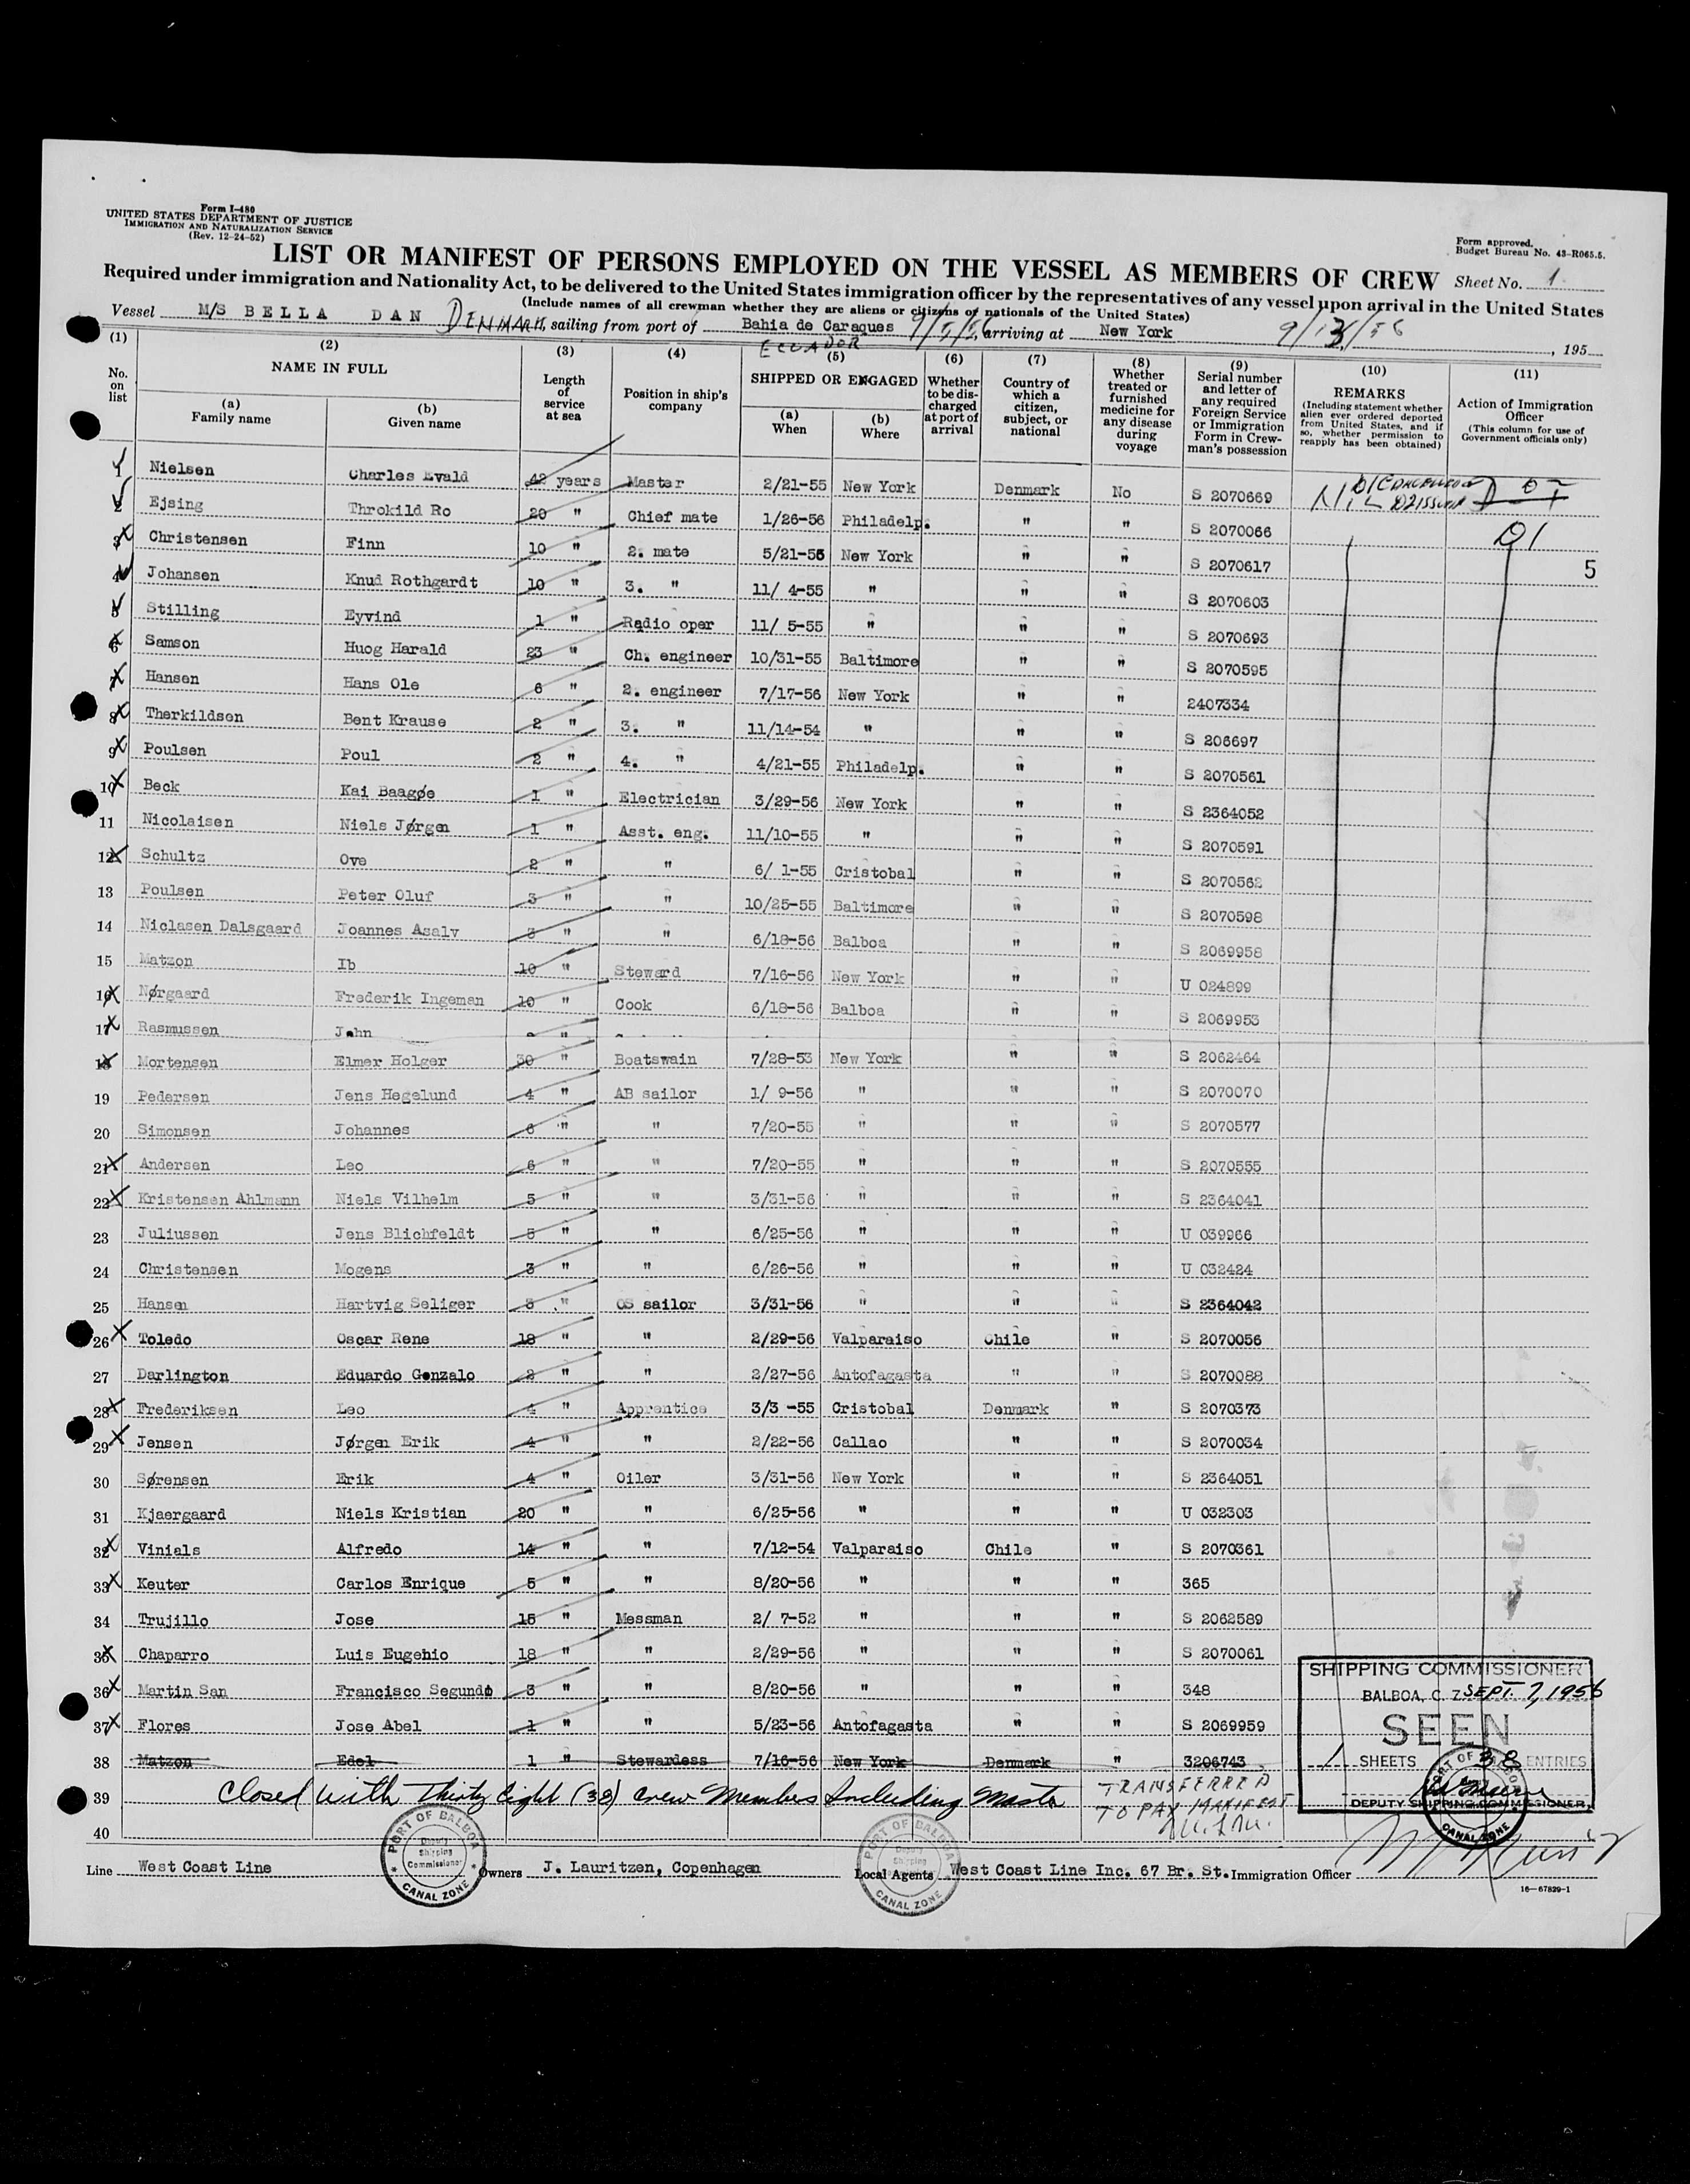 Form I-480
UNITED STATES DEPARTMENT OF JUSTICE
IMMIGRATION AND NATURALIZATION SERVICE
(Rev. 12-24-52)
Form approved.
Budget Bureau No. 43-R065.5.
LIST OR MANIFEST OF PERSONS EMPLOYED ON THE VESSEL AS MEMBERS OF CREW Sheet No. 1
Required under immigration and Nationality Act, to be delivered to the United States immigration officer by the representatives of any vessel upon arrival in the United States
(Include names of all crewman whether they are aliens or citizens or nationals of the United States)
Vessel M/S BELLA DAN DENMARK, sailing from port of Bahia de Caraques 9/5/56, arriving at New York 9/13/56, 195
ECUADOR
(1) No. on list
(2) NAME IN FULL
(a) Family name
(b) Given name
(3) Length of service at sea
(4) Position in ship's company
(5) SHIPPED OR ENGAGED
(a) When
(b) Where
(6) Whether to be discharged at port of arrival
(7) Country of which a citizen, subject, or national
(8) Whether treated or furnished medicine for any disease during voyage
(9) Serial number and letter of any required Foreign Service or Immigration Form in Crewman's possession
(10) REMARKS (Including statement whether alien ever ordered deported from United States, and if so, whether permission to reapply has been obtained)
(11) Action of Immigration Officer (This column for use of Government officials only)
1 Nielsen Charles Evald 42 years Master 2/21-55 New York Denmark No S 2070669
2 Ejsing Throkild Ro 20 " Chief mate 1/26-56 Philadelp. " " S 2070066
3 Christensen Finn 10 " 2. mate 5/21-56 New York " " S 2070617 D1
4 Johansen Knud Rothgardt 10 " 3. " 11/ 4-55 " " " S 2070603 5
5 Stilling Eyvind 1 " Radio oper 11/ 5-55 " " " S 2070693
6 Samson Huog Harald 23 " Ch. engineer 10/31-55 Baltimore " " S 2070595
7 Hansen Hans Ole 6 " 2. engineer 7/17-56 New York " " 2407334
8 Therkildsen Bent Krause 2 " 3. " 11/14-54 " " " S 206697
9 Poulsen Poul 2 " 4. " 4/21-55 Philadelp. " " S 2070561
10 Beck Kai Baagøe 1 " Electrician 3/29-56 New York " " S 2364052
11 Nicolaisen Niels Jørgen 1 " Asst. eng. 11/10-55 " " " S 2070591
12 Schultz Ove 2 " " 6/ 1-55 Cristobal " " S 2070562
13 Poulsen Peter Oluf 3 " " 10/25-55 Baltimore " " S 2070598
14 Niclasen Dalsgaard Joannes Asalv 3 " " 6/18-56 Balboa " " S 2069958
15 Matzon Ib 10 " Steward 7/16-56 New York " " U 024899
16 Nørgaard Frederik Ingeman 10 " Cook 6/18-56 Balboa " " S 2069953
17 Rasmussen John "
18 Mortensen Elmer Holger 30 " Boatswain 7/28-53 New York " " S 2062464
19 Pedersen Jens Hegelund 4 " AB sailor 1/ 9-56 " " " S 2070070
20 Simonsen Johannes 6 " " 7/20-55 " " " S 2070577
21 Andersen Leo 6 " " 7/20-55 " " " S 2070555
22 Kristensen Ahlmann Niels Vilhelm 5 " " 3/31-56 " " " S 2364041
23 Juliussen Jens Blichfeldt 5 " " 6/25-56 " " " U 039966
24 Christensen Mogens 3 " " 6/26-56 " " " U 032424
25 Hansen Hartvig Seliger 3 " OS sailor 3/31-56 " " " S 2364042
26 Toledo Oscar Rene 18 " " 2/29-56 Valparaiso Chile " S 2070056
27 Darlington Eduardo Gonzalo 2 " " 2/27-56 Antofagasta " " S 2070088
28 Frederiksen Leo 4 " Apprentice 3/3 -55 Cristobal Denmark " S 2070373
29 Jensen Jørgen Erik 4 " " 2/22-56 Callao " " S 2070034
30 Sørensen Erik 4 " Oiler 3/31-56 New York " " S 2364051
31 Kjaergaard Niels Kristian 20 " " 6/25-56 " " " U 032303
32 Vinials Alfredo 14 " " 7/12-54 Valparaiso Chile " S 2070361
33 Keuter Carlos Enrique 5 " " 8/20-56 " " " 365
34 Trujillo Jose 15 " Messman 2/ 7-52 " " " S 2062589
35 Chaparro Luis Eugehio 18 " " 2/29-56 " " " S 2070061
36 Martin San Francisco Segundo 3 " " 8/20-56 " " " 348
37 Flores Jose Abel 1 " " 5/23-56 Antofagasta " " S 2069959
38 Matzon Edel 1 " Stewardess 7/16-56 New York Denmark " 3206743
39 Closed with Thirty Eight (38) crew members Including Master TRANSFERRED TO PAX MANIFEST
40
SHIPPING COMMISSIONER
BALBOA, C. Z. SEPT. 7, 1956
SEEN
1 SHEETS 38 ENTRIES
DEPUTY SHIPPING COMMISSIONER
PORT OF BALBOA Deputy Shipping Commissioner CANAL ZONE
PORT OF BALBOA Deputy Shipping Commissioner CANAL ZONE
PORT OF BALBOA CANAL ZONE
Line West Coast Line Owners J. Lauritzen, Copenhagen Local Agents West Coast Line Inc. 67 Br. St. Immigration Officer
16-67829-1